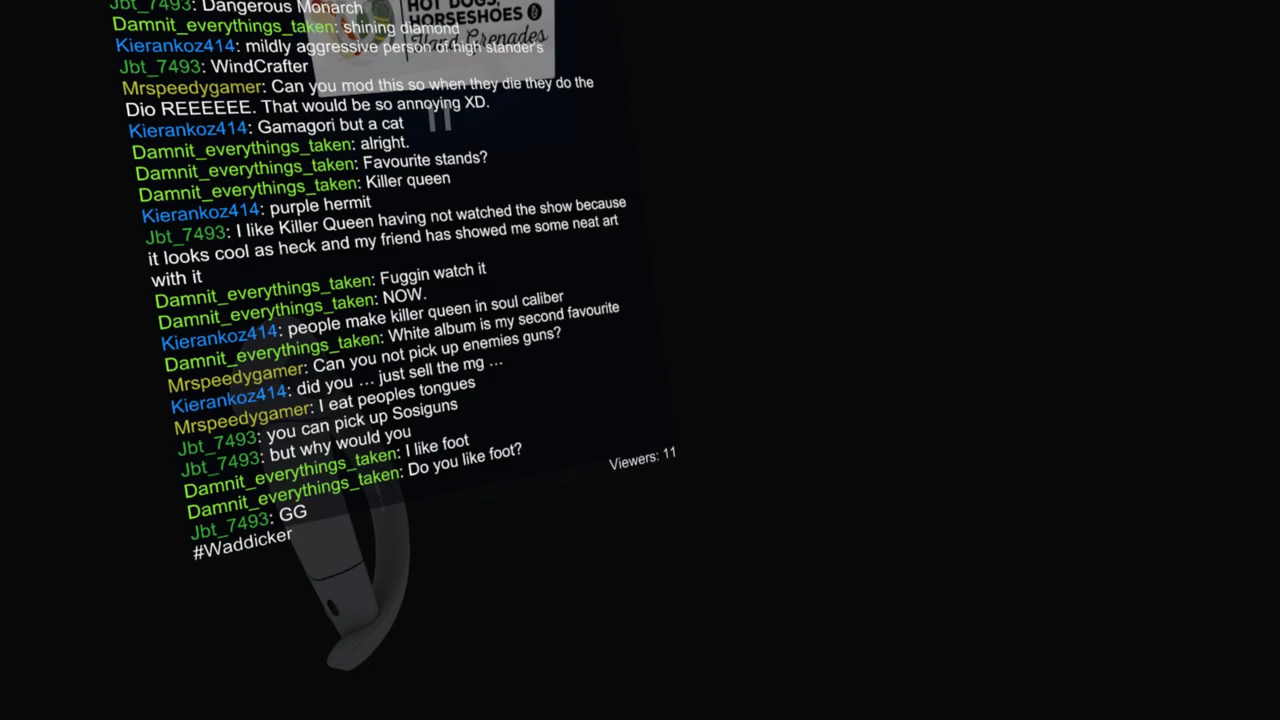 Jbt_7493: Dangerous Monarch
HOT DOGS,
HORSESHOES &
Hand Grenades
Damnit_everythings_taken: shining diamond
Kierankoz414: mildly aggressive person of high stander's
Jbt_7493: WindCrafter
Mrspeedygamer: Can you mod this so when they die they do the
Dio REEEEEE. That would be so annoying XD.
Kierankoz414: Gamagori but a cat
Damnit_everythings_taken: alright.
Damnit_everythings_taken: Favourite stands?
Damnit_everythings_taken: Killer queen
Kierankoz414: purple hermit
Jbt_7493: I like Killer Queen having not watched the show because
it looks cool as heck and my friend has showed me some neat art
with it
Damnit_everythings_taken: Fuggin watch it
Damnit_everythings_taken: NOW.
Kierankoz414: people make killer queen in soul caliber
Damnit_everythings_taken: White album is my second favourite
Mrspeedygamer: Can you not pick up enemies guns?
Kierankoz414: did you ... just sell the mg ...
Mrspeedygamer: I eat peoples tongues
Jbt_7493: you can pick up Sosiguns
Jbt_7493: but why would you
Damnit_everythings_taken: I like foot
Damnit_everythings_taken: Do you like foot?
Jbt_7493: GG
#Waddicker
Viewers: 11